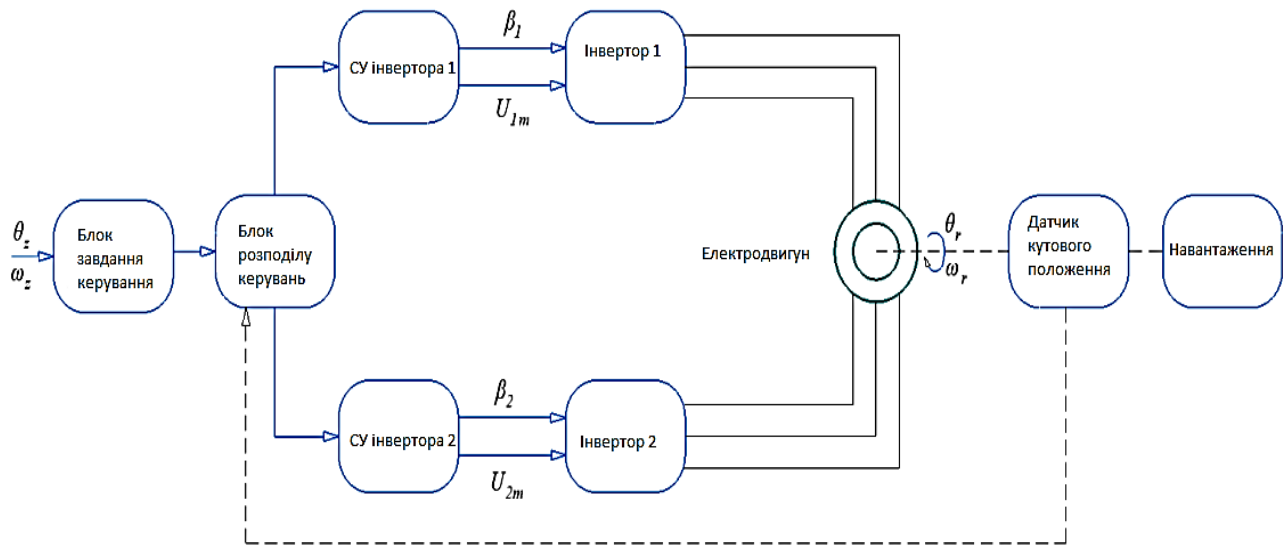 β₁
U₁ₘ
СУ інвертора 1
Інвертор 1
θz
ωz
Блок
завдання
керування
Блок
розподілу
керувань
Електродвигун
θr
ωr
Датчик
кутового
положення
Навантаження
β₂
U₂ₘ
СУ інвертора 2
Інвертор 2